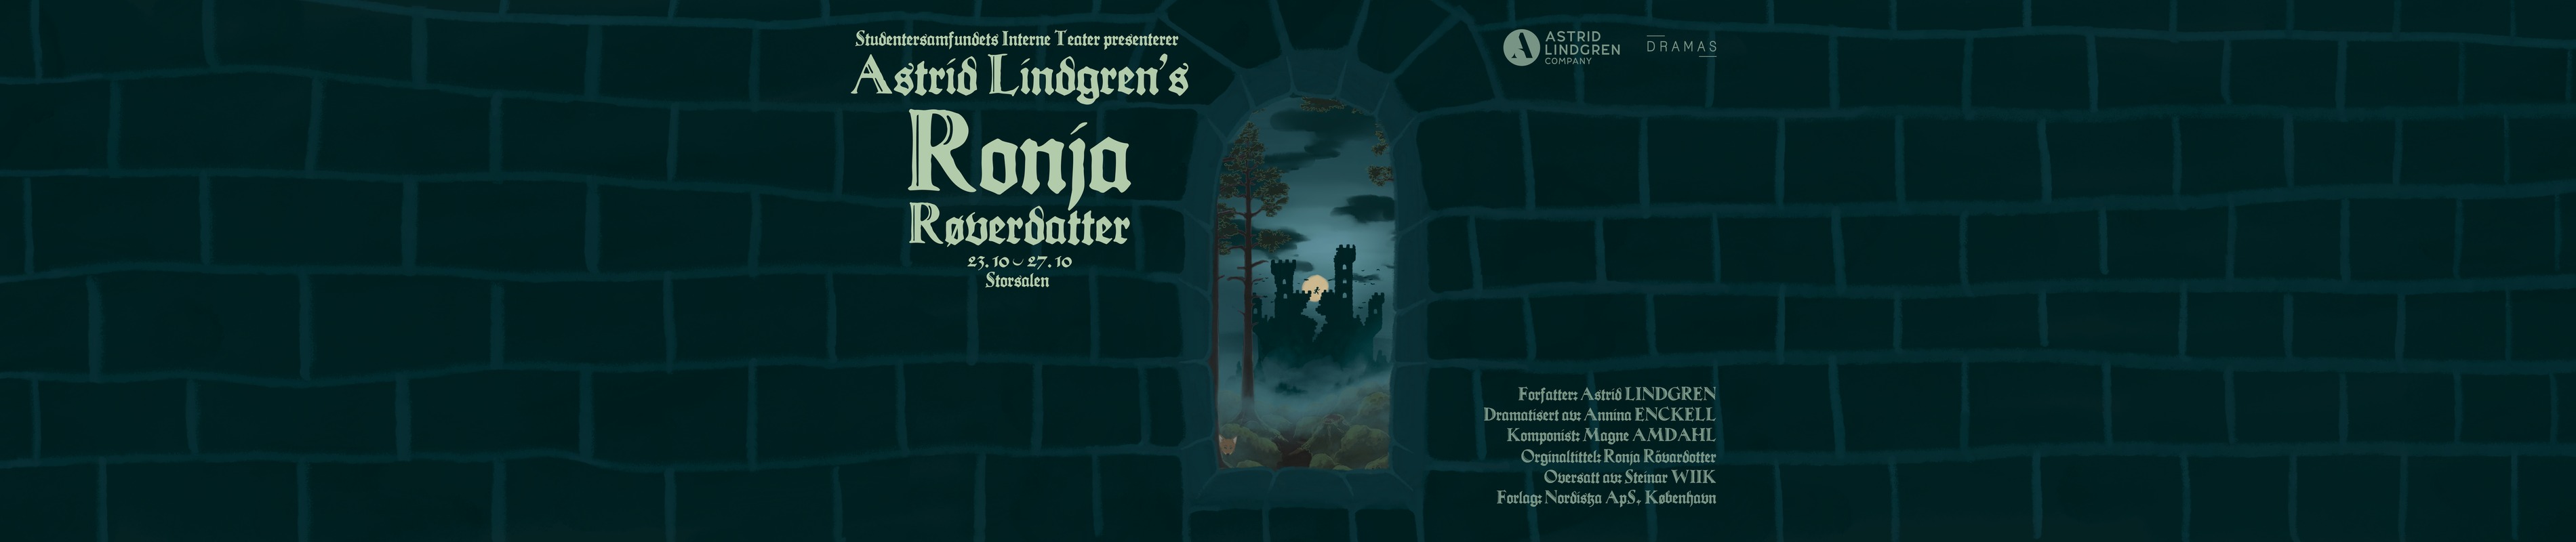 Studentersamfundets Interne Teater presenterer
Astrid Lindgren's
Ronja
Røverdatter
23.10 - 27.10
Storsalen
A
ASTRID
LINDGREN
COMPANY
DRAMAS
Forfatter: Astrid LINDGREN
Dramatisert av: Annina ENCKELL
Komponist: Magne AMDAHL
Orginaltittel: Ronja Rövardotter
Oversatt av: Steinar WIIK
Forlag: Nordiska ApS, København